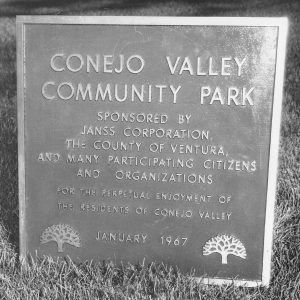 CONEJO VALLEY
COMMUNITY PARK
SPONSORED BY
JANSS CORPORATION,
THE COUNTY OF VENTURA,
AND MANY PARTICIPATING CITIZENS
AND ORGANIZATIONS
FOR THE PERPETUAL ENJOYMENT OF
THE RESIDENTS OF CONEJO VALLEY
JANUARY 1967